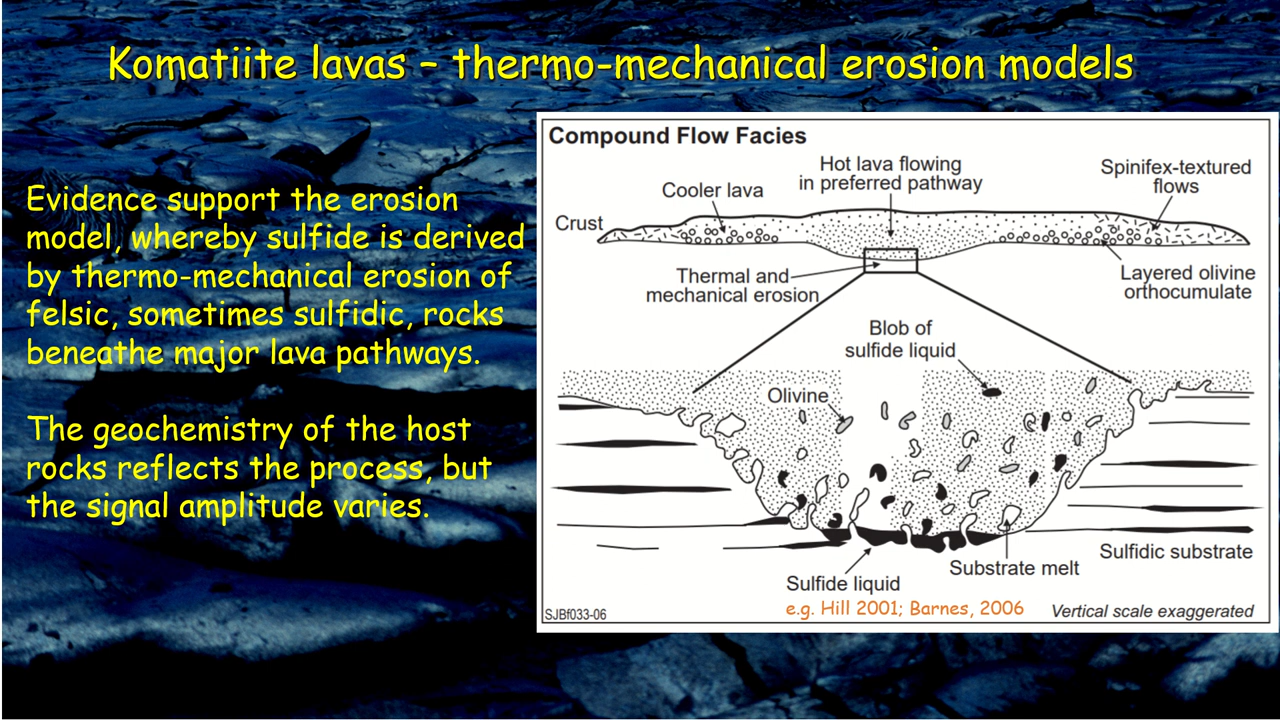 Komatiite lavas – thermo-mechanical erosion models
Evidence support the erosion
model, whereby sulfide is derived
by thermo-mechanical erosion of
felsic, sometimes sulfidic, rocks
beneathe major lava pathways.
The geochemistry of the host
rocks reflects the process, but
the signal amplitude varies.
Compound Flow Facies
Hot lava flowing
in preferred pathway
Spinifex-textured
flows
Cooler lava
Crust
Thermal and
mechanical erosion
Layered olivine
orthocumulate
Blob of
sulfide liquid
Olivine
Sulfidic substrate
Substrate melt
Sulfide liquid
e.g. Hill 2001; Barnes, 2006
SJBf033-06
Vertical scale exaggerated